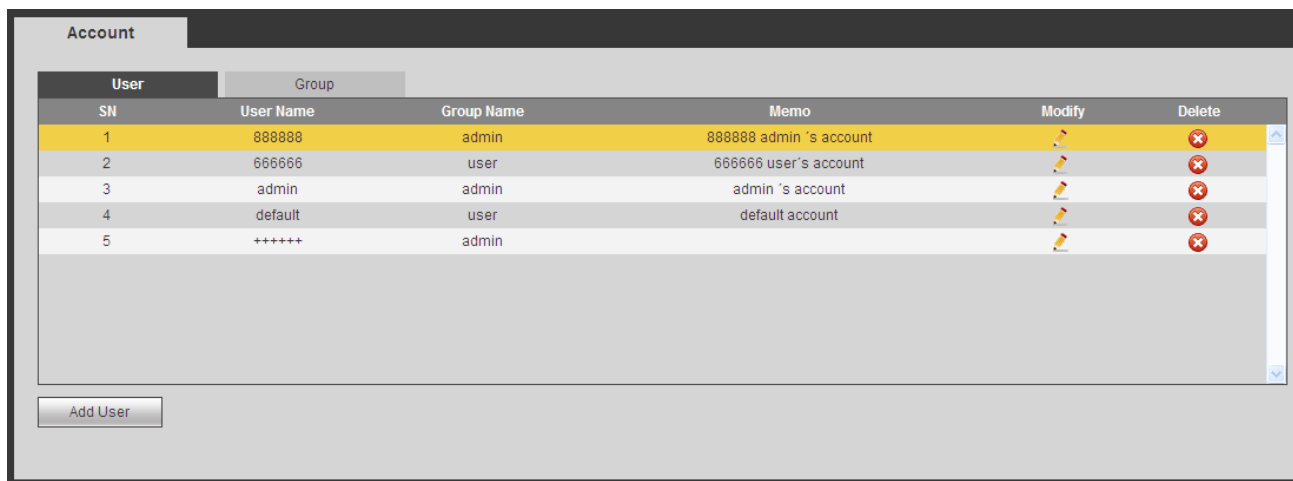 Account
User Group
SN User Name Group Name Memo Modify Delete
1 888888 admin 888888 admin ´s account
2 666666 user 666666 user´s account
3 admin admin admin ´s account
4 default user default account
5 ++++++ admin
Add User